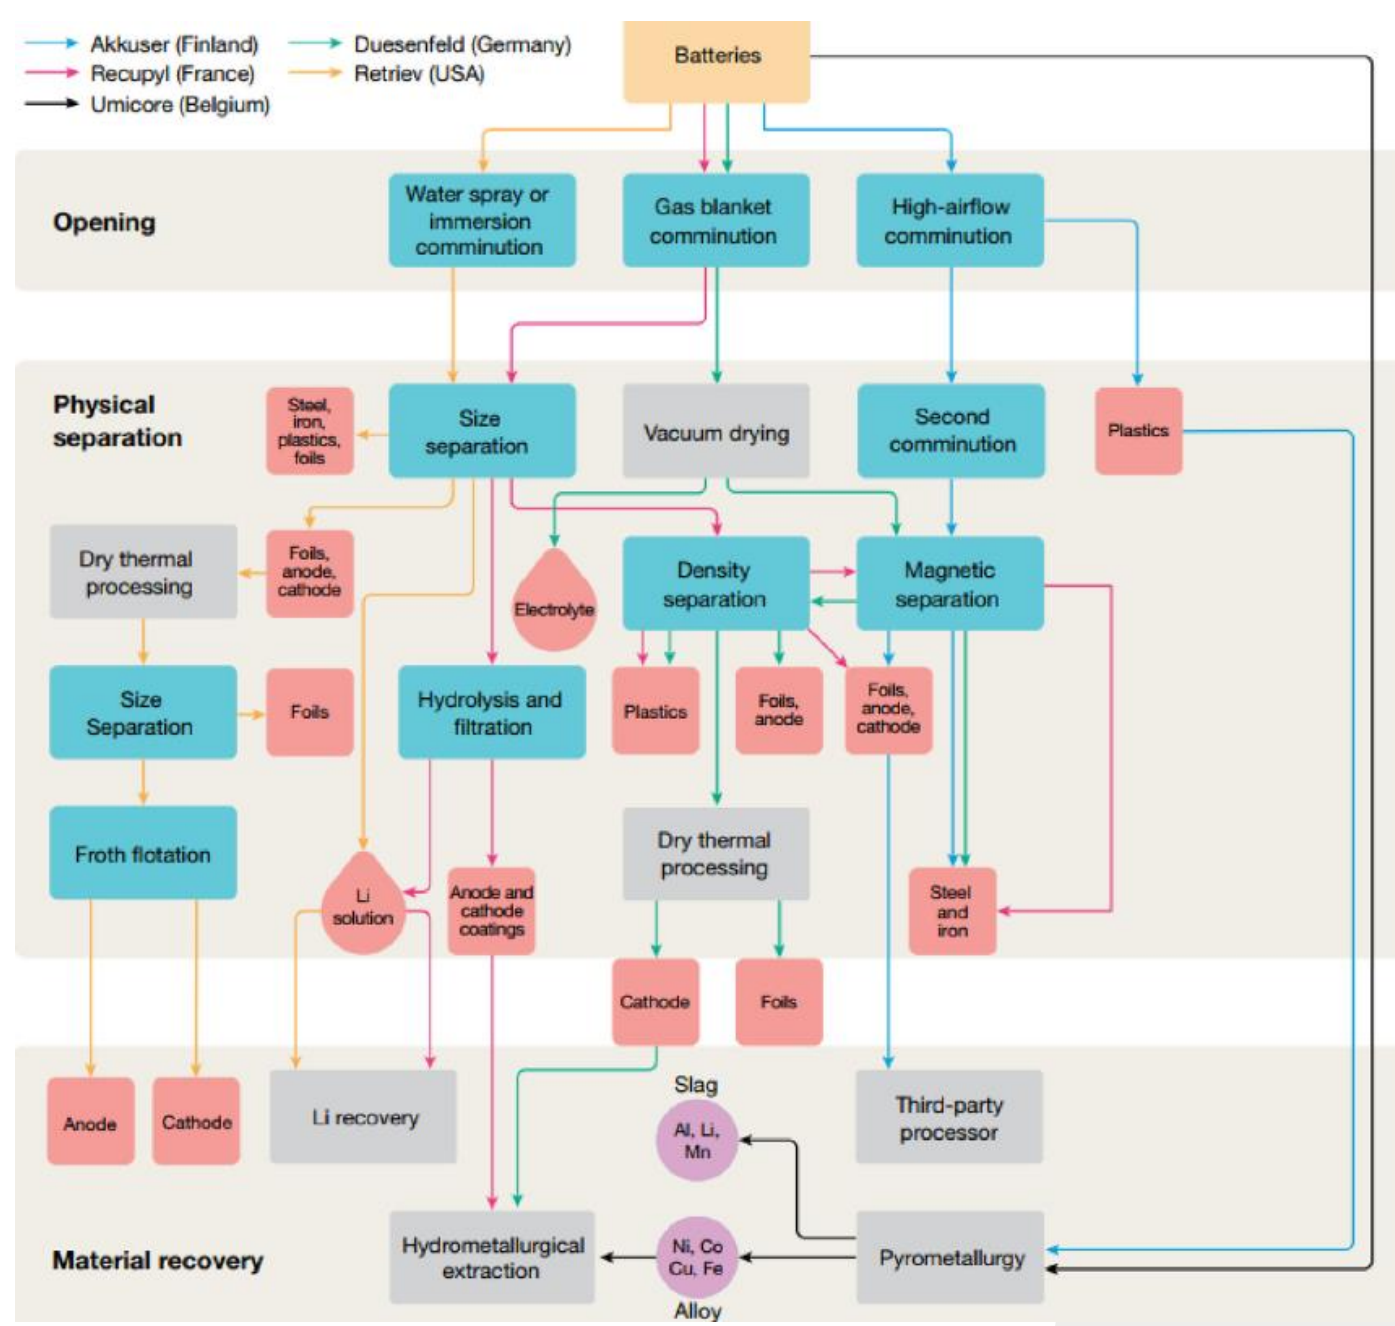 Akkuser (Finland)
Duesenfeld (Germany)
Recupyl (France)
Retriev (USA)
Umicore (Belgium)
Batteries
Opening
Water spray or
immersion
comminution
Gas blanket
comminution
High-airflow
comminution
Physical
separation
Steel,
iron,
plastics,
foils
Size
separation
Vacuum drying
Second
comminution
Plastics
Dry thermal
processing
Foils,
anode,
cathode
Electrolyte
Density
separation
Magnetic
separation
Size
Separation
Foils
Hydrolysis and
filtration
Plastics
Foils,
anode
Foils,
anode,
cathode
Froth flotation
Li
solution
Anode and
cathode
coatings
Dry thermal
processing
Steel
and
iron
Cathode
Foils
Anode
Cathode
Li recovery
Slag
Al, Li,
Mn
Third-party
processor
Material recovery
Hydrometallurgical
extraction
Ni, Co
Cu, Fe
Alloy
Pyrometallurgy